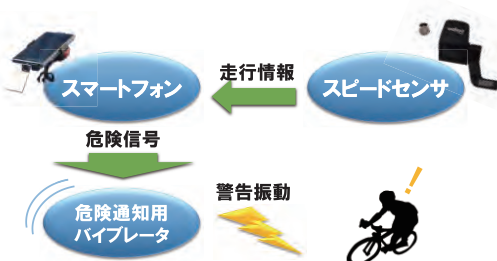 スマートフォン
走行情報
スピードセンサ
危険信号
危険通知用
バイブレータ
警告振動
!